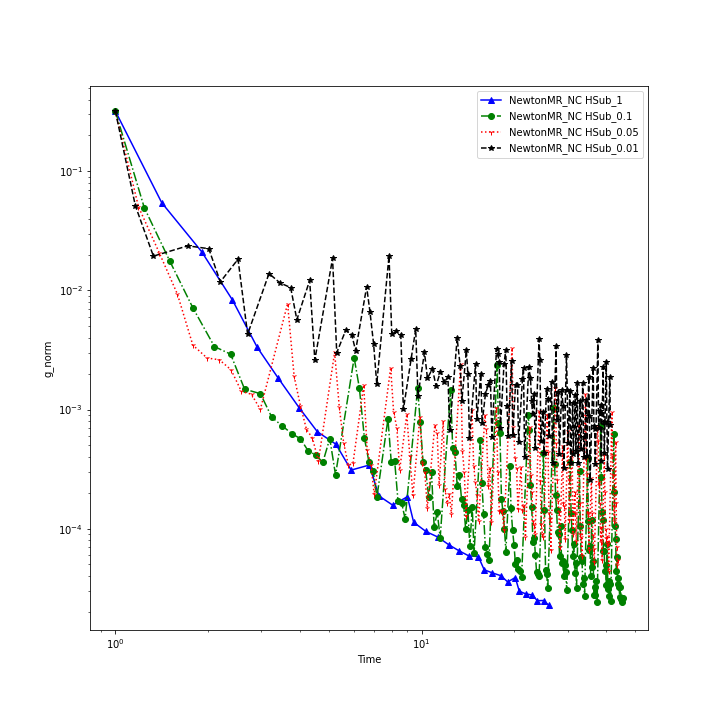 NewtonMR_NC HSub_1
NewtonMR_NC HSub_0.1
NewtonMR_NC HSub_0.05
NewtonMR_NC HSub_0.01
g_norm
10⁻¹
10⁻²
10⁻³
10⁻⁴
10⁰
10¹
Time